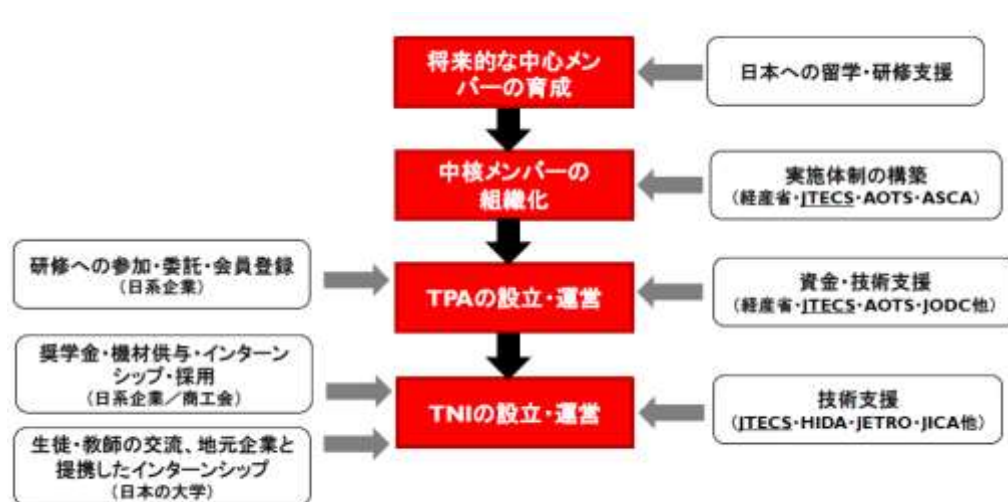 将来的な中心メン
バーの育成
日本への留学・研修支援
中核メンバーの
組織化
実施体制の構築
（経産省・JTECS・AOTS・ASCA）
研修への参加・委託・会員登録
（日系企業）
TPAの設立・運営
資金・技術支援
（経産省・JTECS・AOTS・JODC他）
奨学金・機材供与・インターン
シップ・採用
（日系企業／商工会）
TNIの設立・運営
技術支援
（JTECS・HIDA・JETRO・JICA他）
生徒・教師の交流、地元企業と
提携したインターンシップ
（日本の大学）